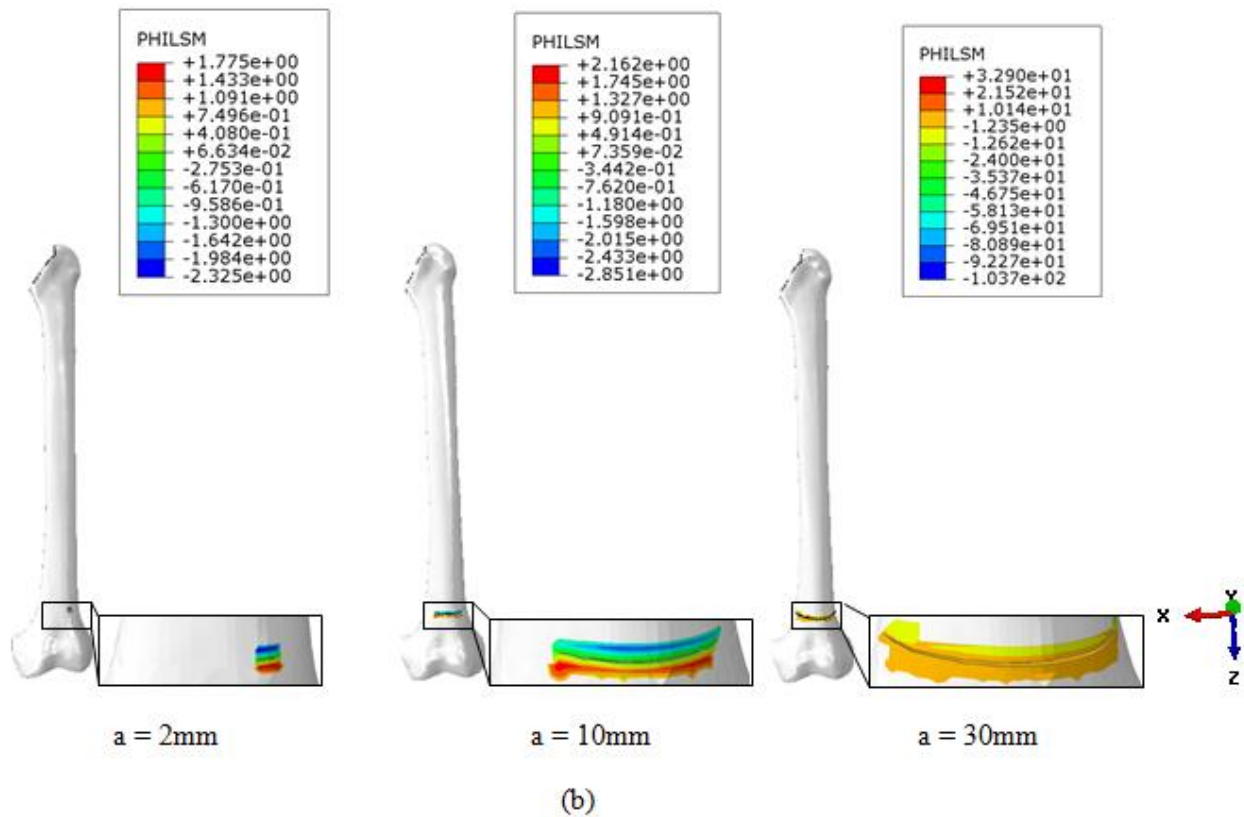 PHILSM
+1.775e+00
+1.433e+00
+1.091e+00
+7.496e-01
+4.080e-01
+6.634e-02
-2.753e-01
-6.170e-01
-9.586e-01
-1.300e+00
-1.642e+00
-1.984e+00
-2.325e+00
PHILSM
+2.162e+00
+1.745e+00
+1.327e+00
+9.091e-01
+4.914e-01
+7.359e-02
-3.442e-01
-7.620e-01
-1.180e+00
-1.598e+00
-2.015e+00
-2.433e+00
-2.851e+00
PHILSM
+3.290e+01
+2.152e+01
+1.014e+01
-1.235e+00
-1.262e+01
-2.400e+01
-3.537e+01
-4.675e+01
-5.813e+01
-6.951e+01
-8.089e+01
-9.227e+01
-1.037e+02
X
Y
Z
a = 2mm
a = 10mm
a = 30mm
(b)